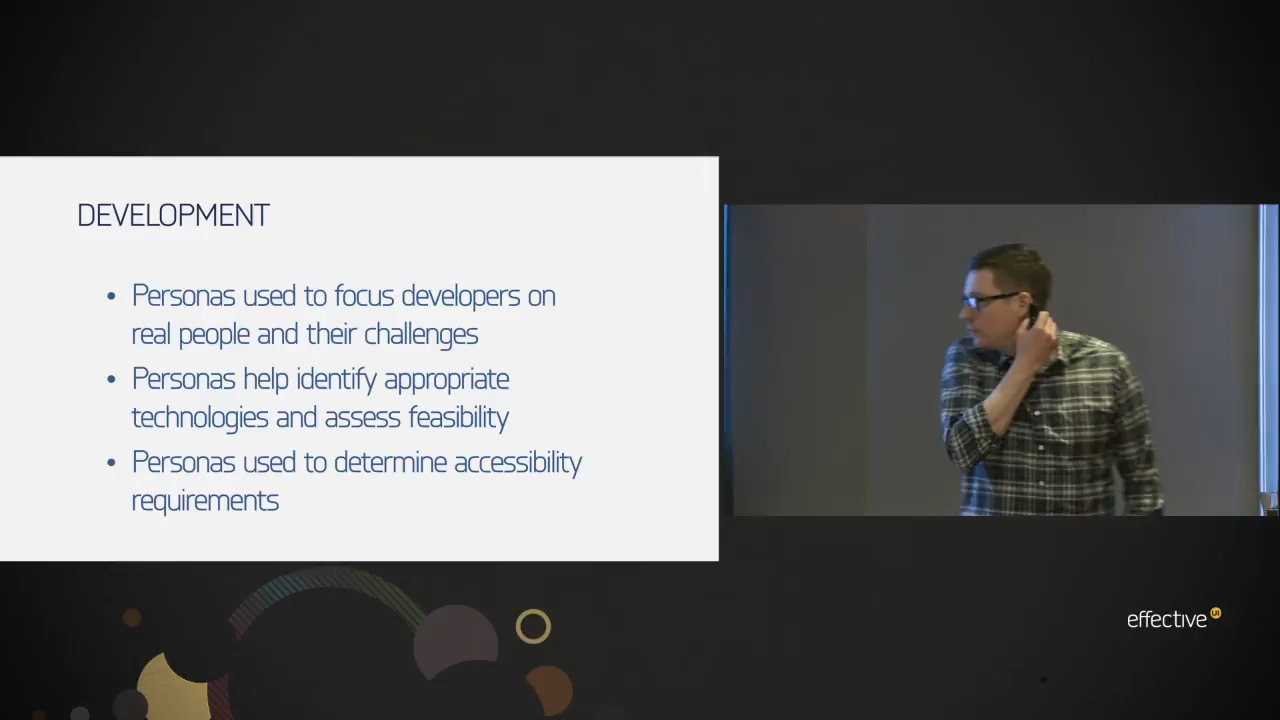 DEVELOPMENT
• Personas used to focus developers on
real people and their challenges
• Personas help identify appropriate
technologies and assess feasibility
• Personas used to determine accessibility
requirements
effective UI